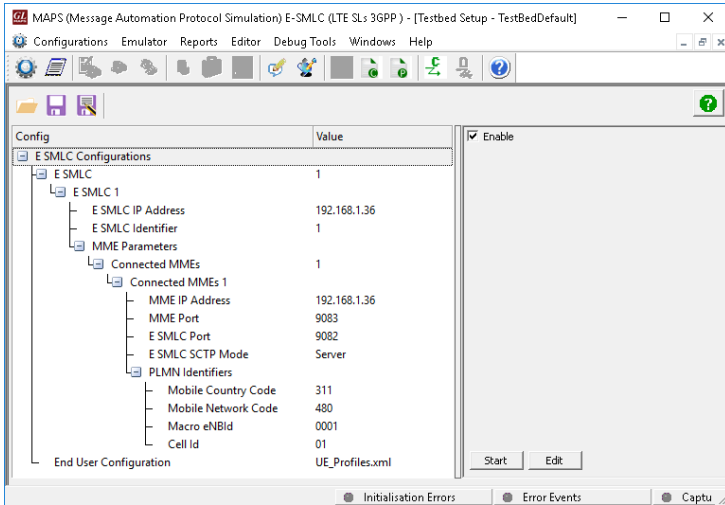 MAPS (Message Automation Protocol Simulation) E-SMLC (LTE SLs 3GPP ) - [Testbed Setup - TestBedDefault]
Configurations Emulator Reports Editor Debug Tools Windows Help
Config Value
E SMLC Configurations
E SMLC 1
E SMLC 1
E SMLC IP Address 192.168.1.36
E SMLC Identifier 1
MME Parameters
Connected MMEs 1
Connected MMEs 1
MME IP Address 192.168.1.36
MME Port 9083
E SMLC Port 9082
E SMLC SCTP Mode Server
PLMN Identifiers
Mobile Country Code 311
Mobile Network Code 480
Macro eNBId 0001
Cell Id 01
End User Configuration UE_Profiles.xml
Enable
Start Edit
Initialisation Errors Error Events Captu